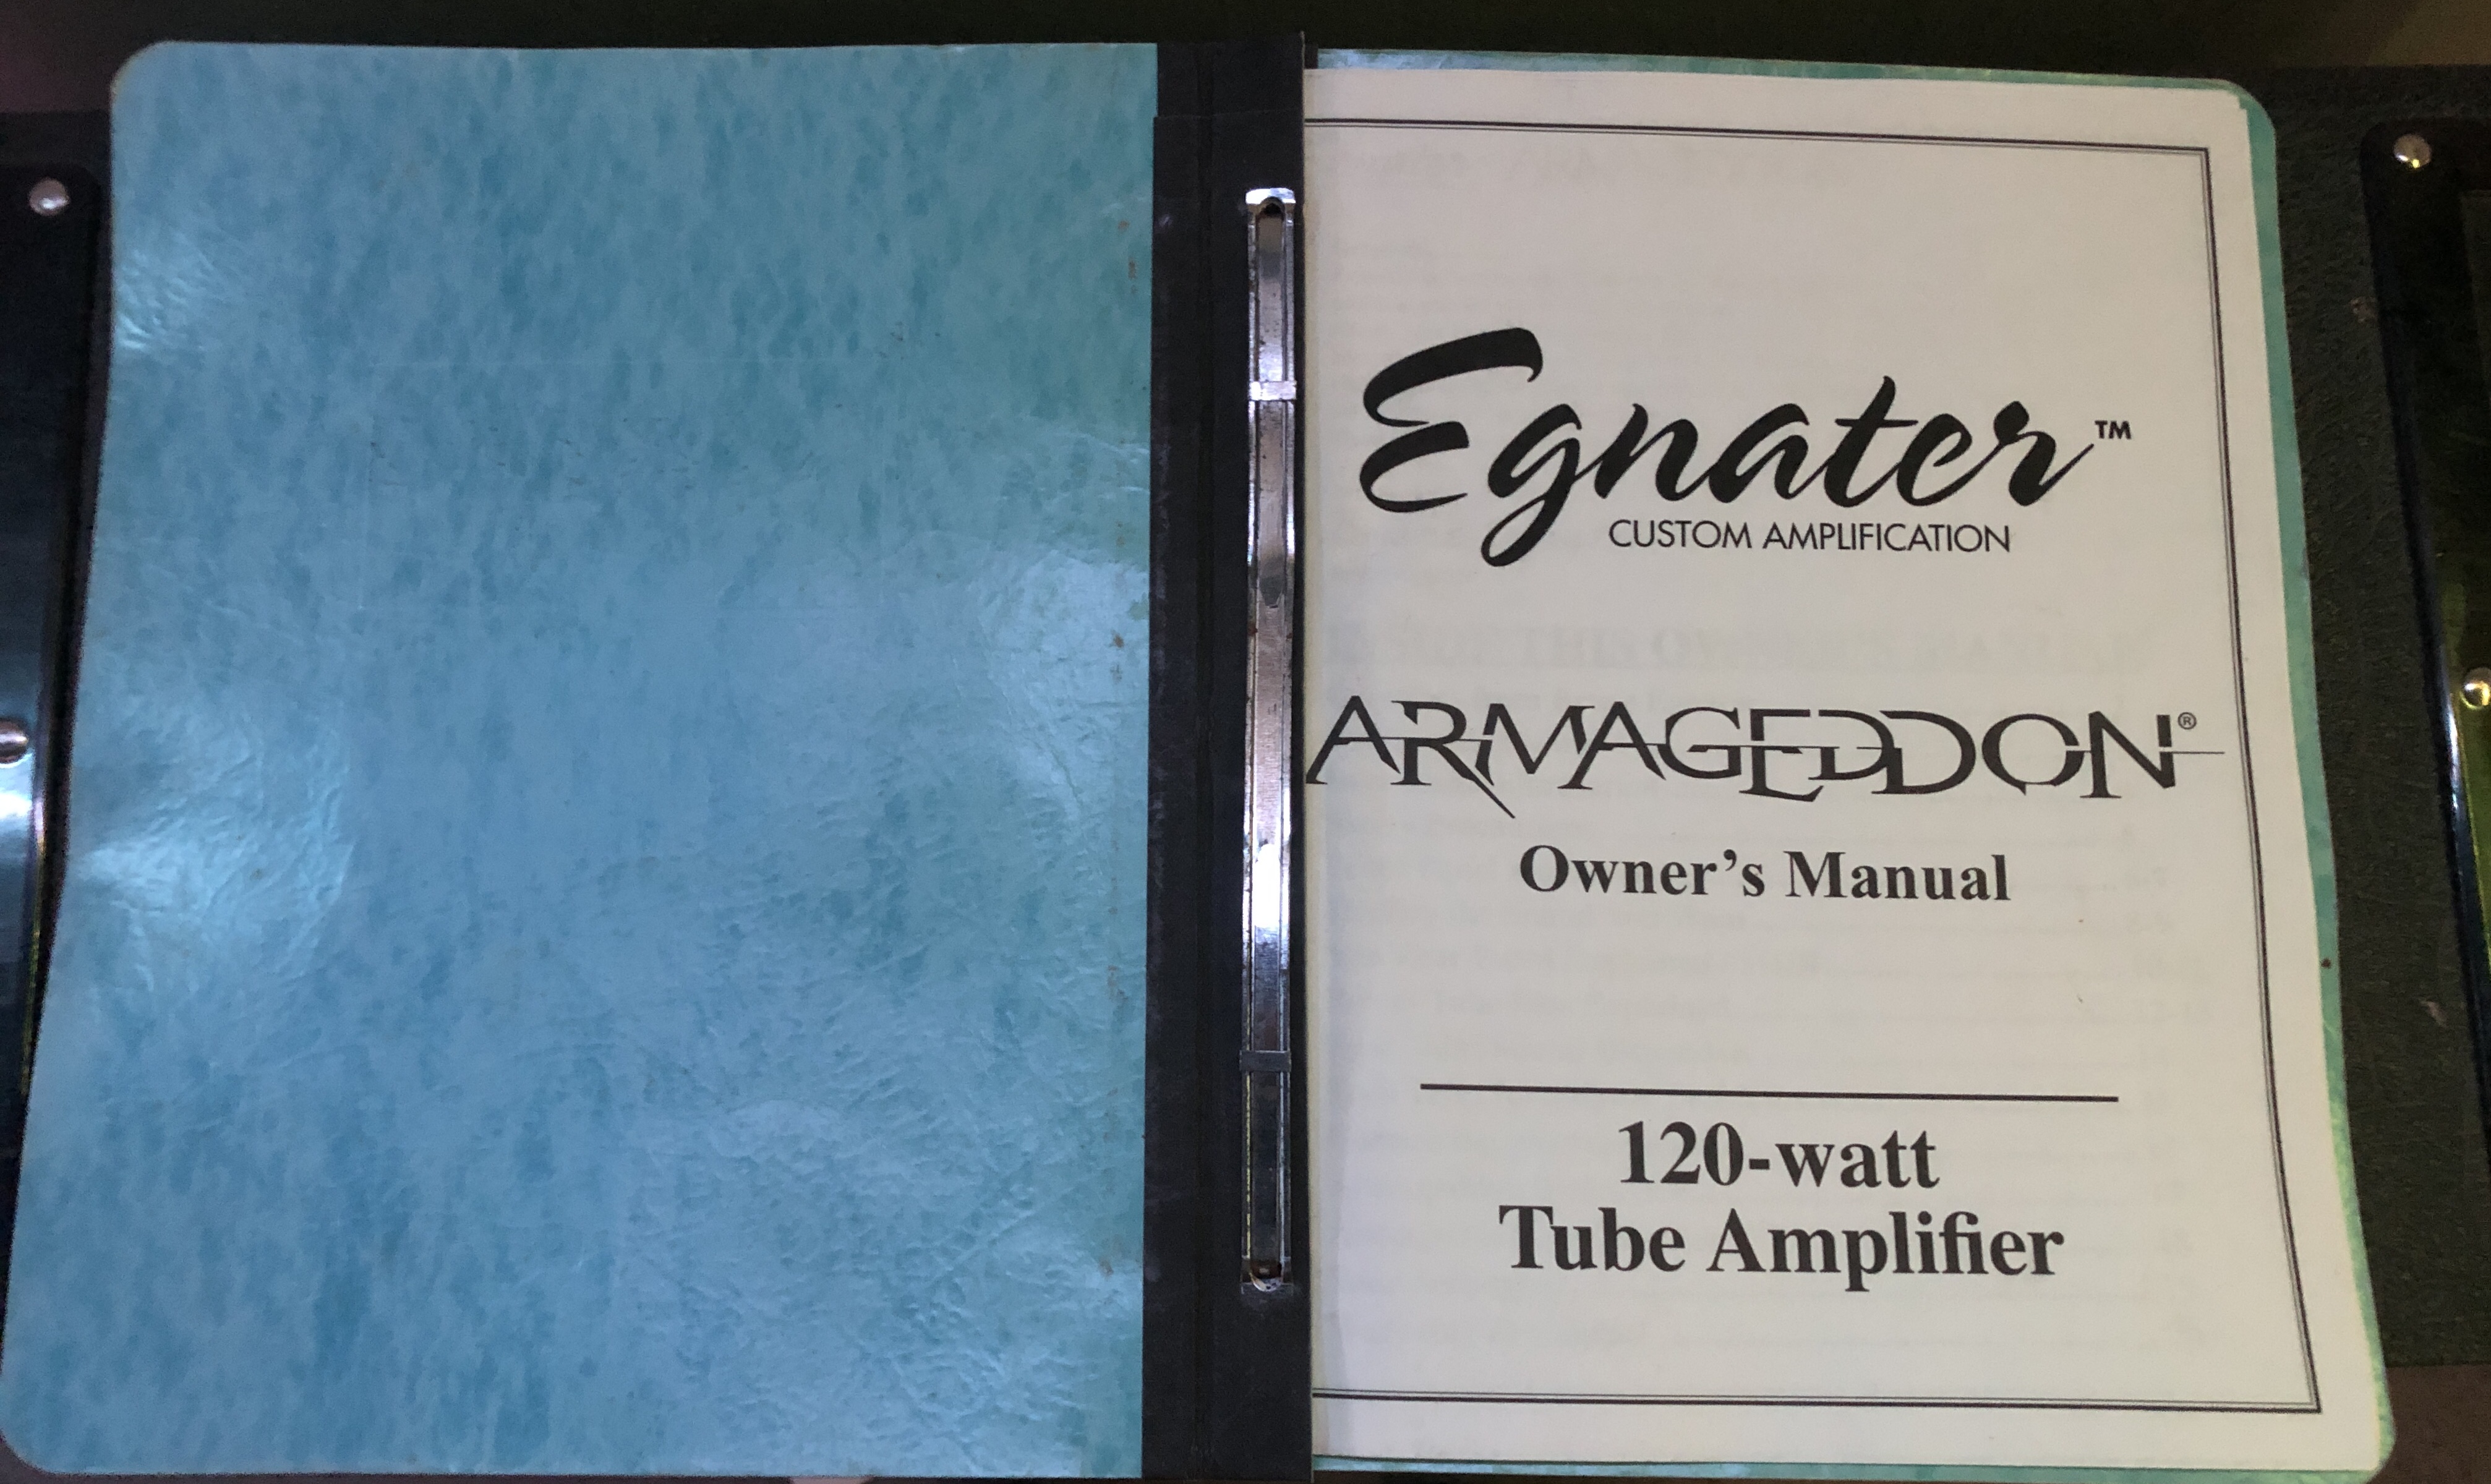 Egnater™
CUSTOM AMPLIFICATION
ARMAGEDDON®
Owner's Manual
120-watt
Tube Amplifier